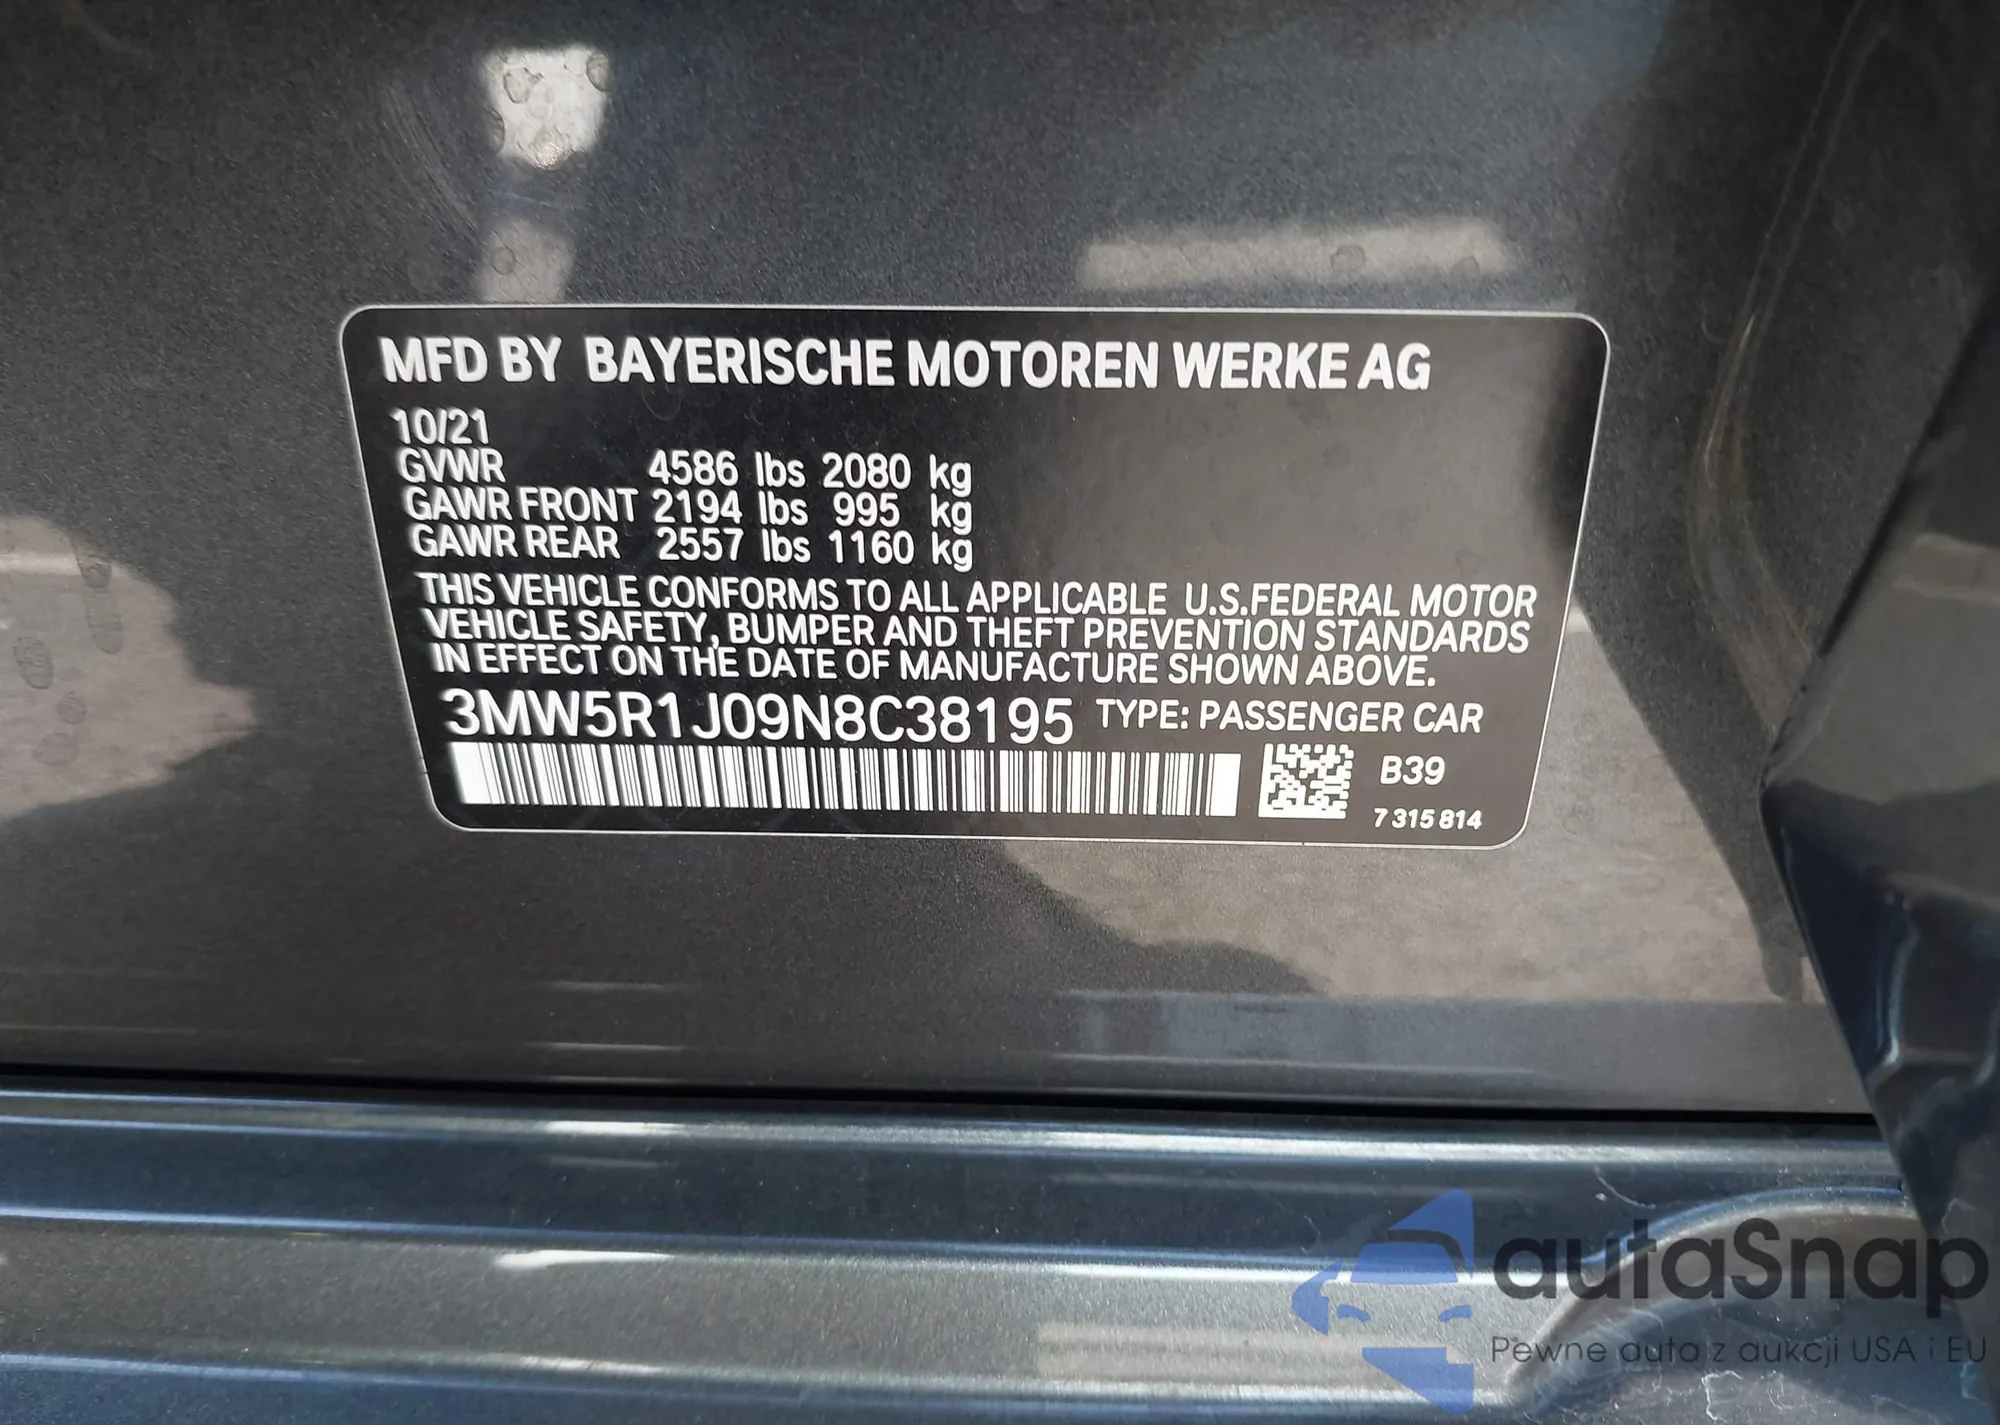 MFD BY BAYERISCHE MOTOREN WERKE AG
10/21
GVWR 4586 lbs 2080 kg
GAWR FRONT 2194 lbs 995 kg
GAWR REAR 2557 lbs 1160 kg
THIS VEHICLE CONFORMS TO ALL APPLICABLE U.S.FEDERAL MOTOR
VEHICLE SAFETY, BUMPER AND THEFT PREVENTION STANDARDS
IN EFFECT ON THE DATE OF MANUFACTURE SHOWN ABOVE.
3MW5R1J09N8C38195 TYPE: PASSENGER CAR
B39
7 315 814
autaSnap
Pewne auta z aukcji USA i EU